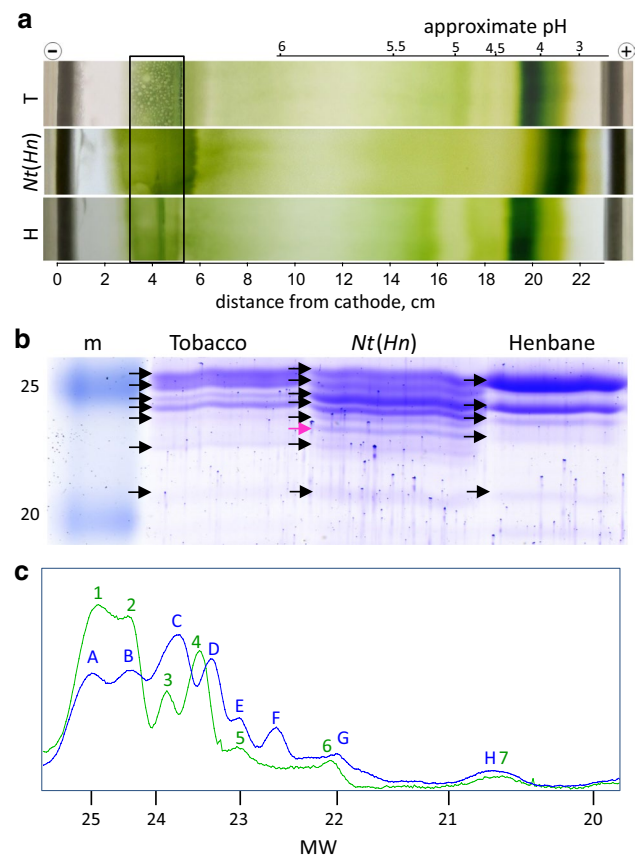 a
approximate pH
6 5.5 5 4,5 4 3
− +
T
Nt(Hn)
H
0 2 4 6 8 10 12 14 16 18 20 22
distance from cathode, cm
b
m Tobacco Nt(Hn) Henbane
25
20
c
1 2 3 4 5 6 7
A B C D E F G H
25 24 23 22 21 20
MW